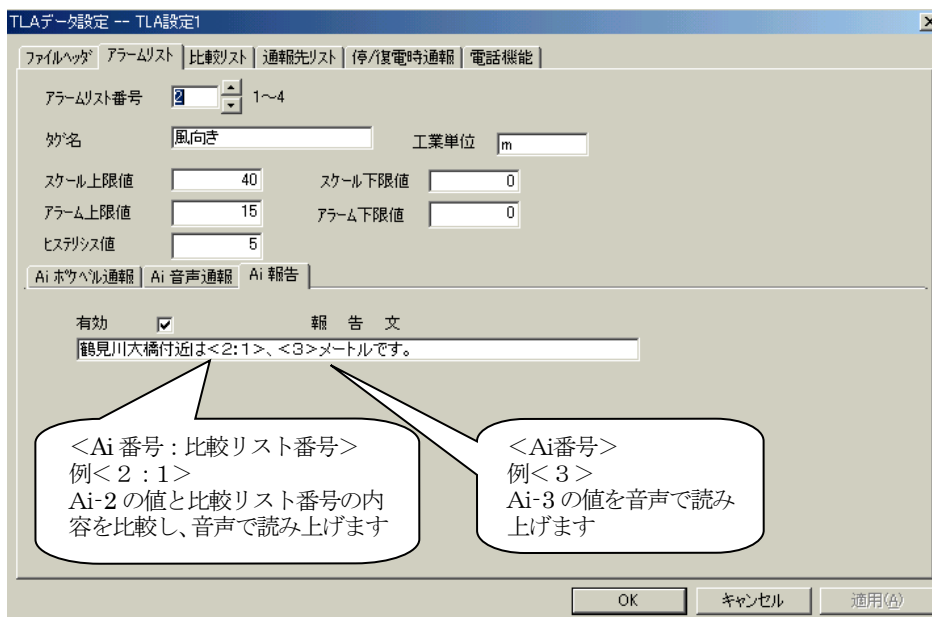 TLAデータ設定 -- TLA設定1
ファイルヘッダ アラームリスト 比較リスト 通報先リスト 停/復電時通報 電話機能
アラームリスト番号 2 1～4
タグ名 風向き 工業単位 m
スケール上限値 40 スケール下限値 0
アラーム上限値 15 アラーム下限値 0
ヒステリシス値 5
Ai ポケベル通報 Ai 音声通報 Ai 報告
有効 報 告 文
鶴見川大橋付近は<2:1>、<3>メートルです。
＜Ai 番号：比較リスト番号＞
例＜２：１＞
Ai-2 の値と比較リスト番号の内
容を比較し、音声で読み上げます
＜Ai番号＞
例＜３＞
Ai-3 の値を音声で読み
上げます
OK キャンセル 適用(A)